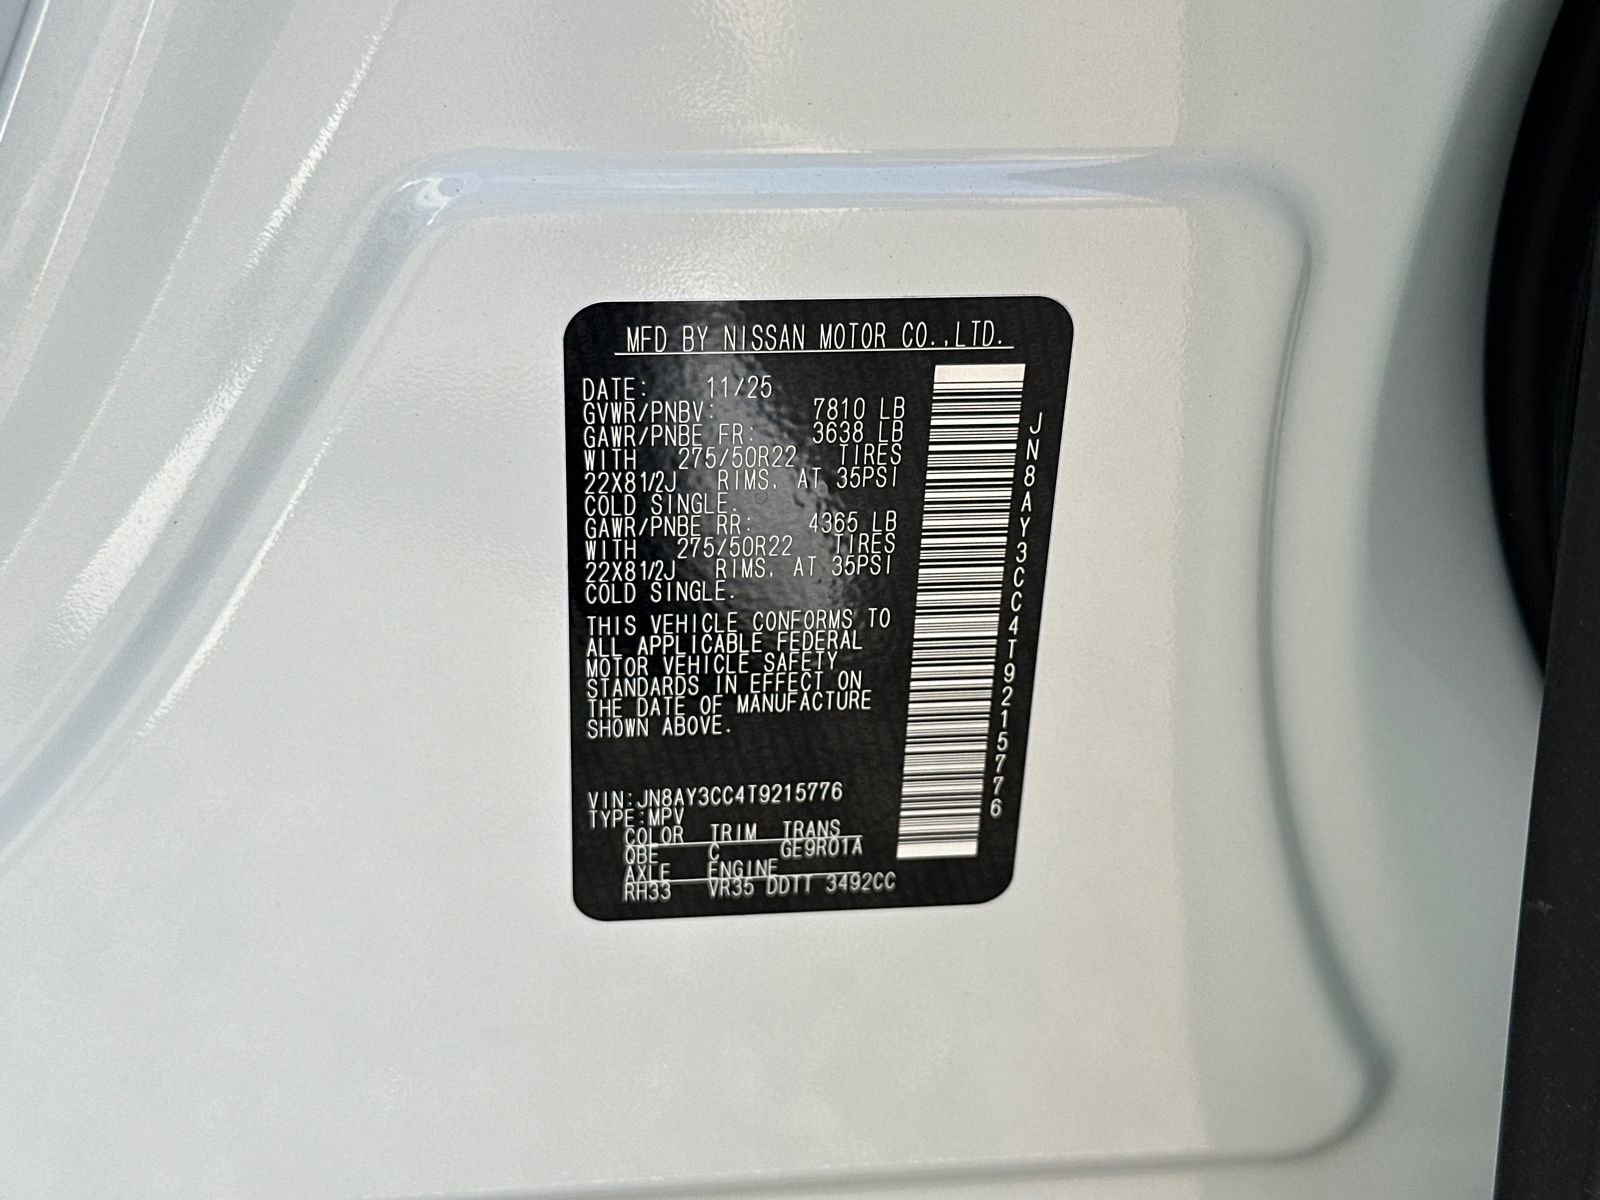 MFD BY NISSAN MOTOR CO.,LTD.
DATE: 11/25
GVWR/PNBV: 7810 LB
GAWR/PNBE FR: 3638 LB
WITH 275/50R22 TIRES
22X81/2J RIMS, AT 35PSI
COLD SINGLE.
GAWR/PNBE RR: 4365 LB
WITH 275/50R22 TIRES
22X81/2J RIMS, AT 35PSI
COLD SINGLE.
THIS VEHICLE CONFORMS TO
ALL APPLICABLE FEDERAL
MOTOR VEHICLE SAFETY
STANDARDS IN EFFECT ON
THE DATE OF MANUFACTURE
SHOWN ABOVE.
VIN:JN8AY3CC4T9215776
TYPE:MPV
COLOR TRIM TRANS
QBE C GE9R01A
AXLE ENGINE
RH33 VR35 DDTT 3492CC
JN8AY3CC4T9215776